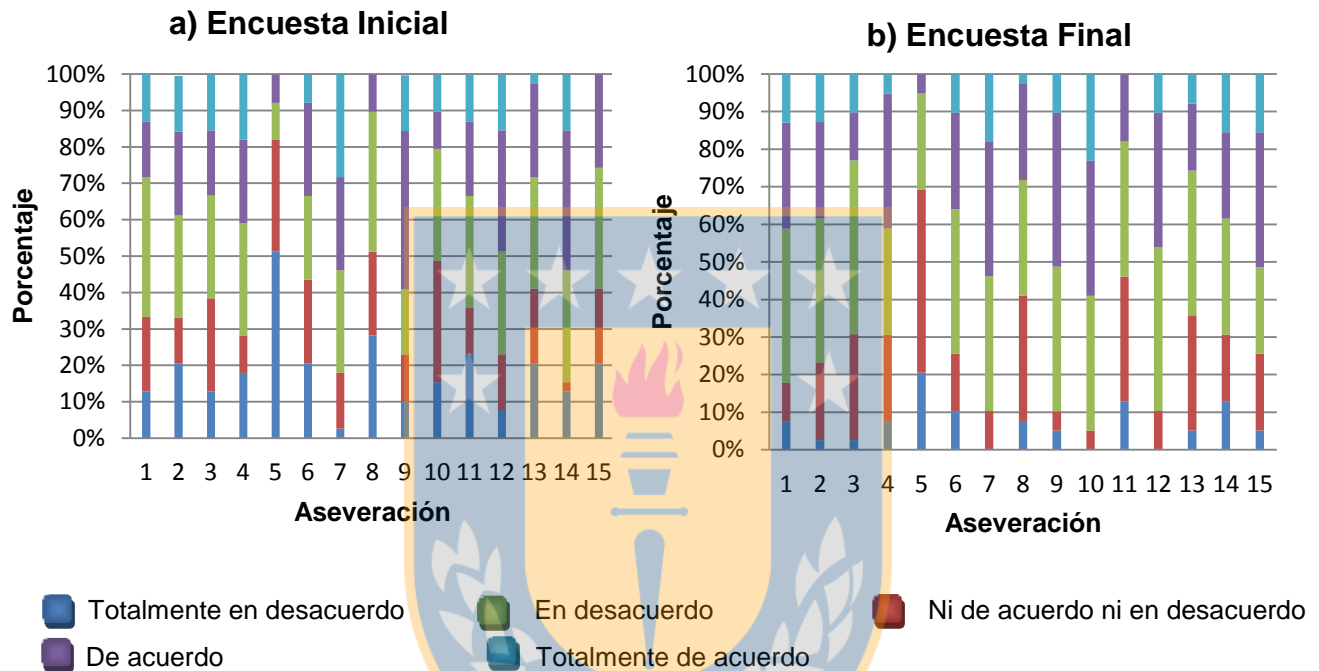 a) Encuesta Inicial
100%
90%
80%
70%
60%
50%
40%
30%
20%
10%
0%
Porcentaje
1 2 3 4 5 6 7 8 9 10 11 12 13 14 15
Aseveración
b) Encuesta Final
100%
90%
80%
70%
60%
50%
40%
30%
20%
10%
0%
Porcentaje
1 2 3 4 5 6 7 8 9 10 11 12 13 14 15
Aseveración
Totalmente en desacuerdo En desacuerdo Ni de acuerdo ni en desacuerdo
De acuerdo Totalmente de acuerdo